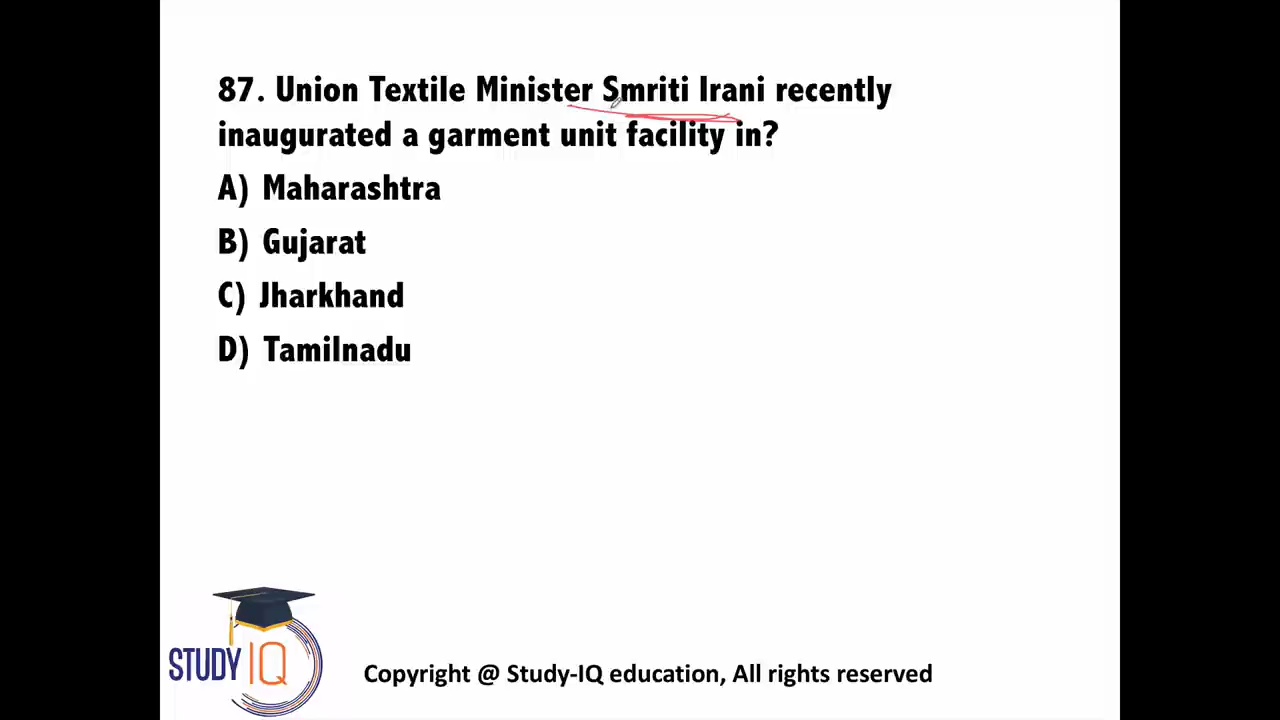 87. Union Textile Minister Smriti Irani recently
inaugurated a garment unit facility in?
A) Maharashtra
B) Gujarat
C) Jharkhand
D) Tamilnadu
STUDY IQ
Copyright @ Study-IQ education, All rights reserved